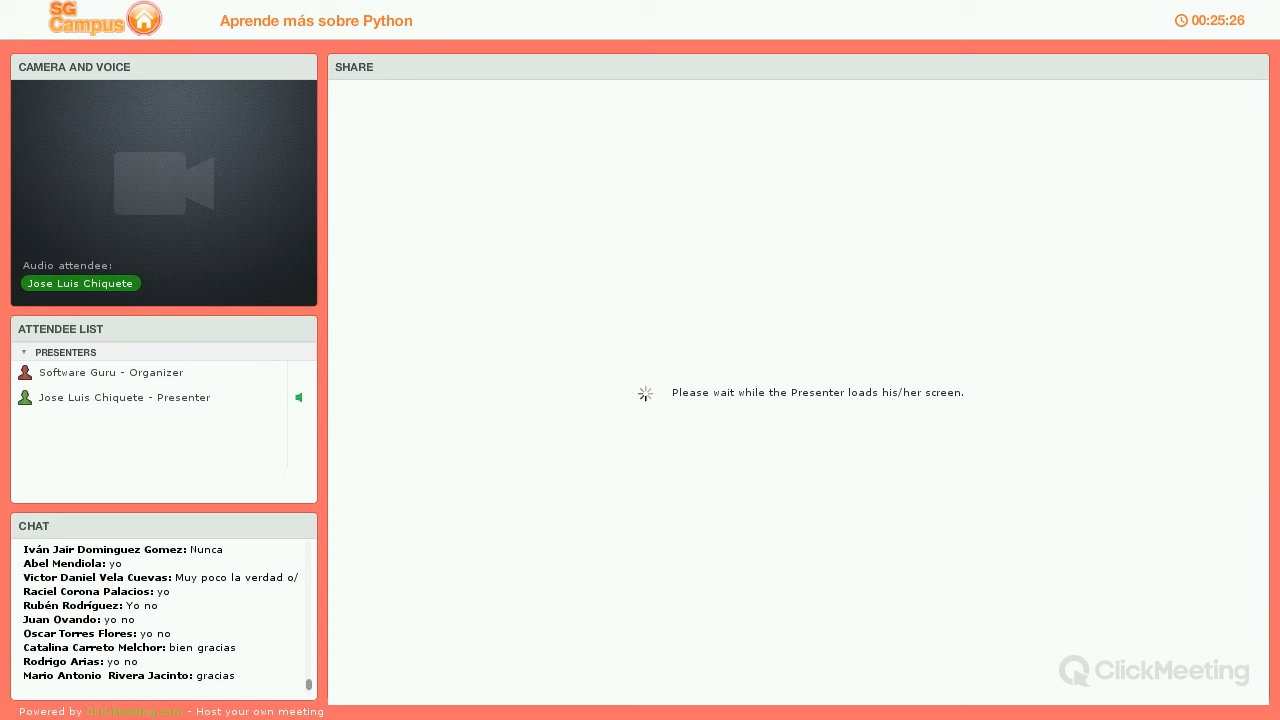 SG
Campus
Aprende más sobre Python
00:25:26
CAMERA AND VOICE
Audio attendee:
Jose Luis Chiquete
ATTENDEE LIST
PRESENTERS
Software Guru - Organizer
Jose Luis Chiquete - Presenter
CHAT
Iván Jair Dominguez Gomez: Nunca
Abel Mendiola: yo
Victor Daniel Vela Cuevas: Muy poco la verdad o/
Raciel Corona Palacios: yo
Rubén Rodríguez: Yo no
Juan Ovando: yo no
Oscar Torres Flores: yo no
Catalina Carreto Melchor: bien gracias
Rodrigo Arias: yo no
Mario Antonio Rivera Jacinto: gracias
Powered by ClickMeeting.com - Host your own meeting
SHARE
Please wait while the Presenter loads his/her screen.
ClickMeeting